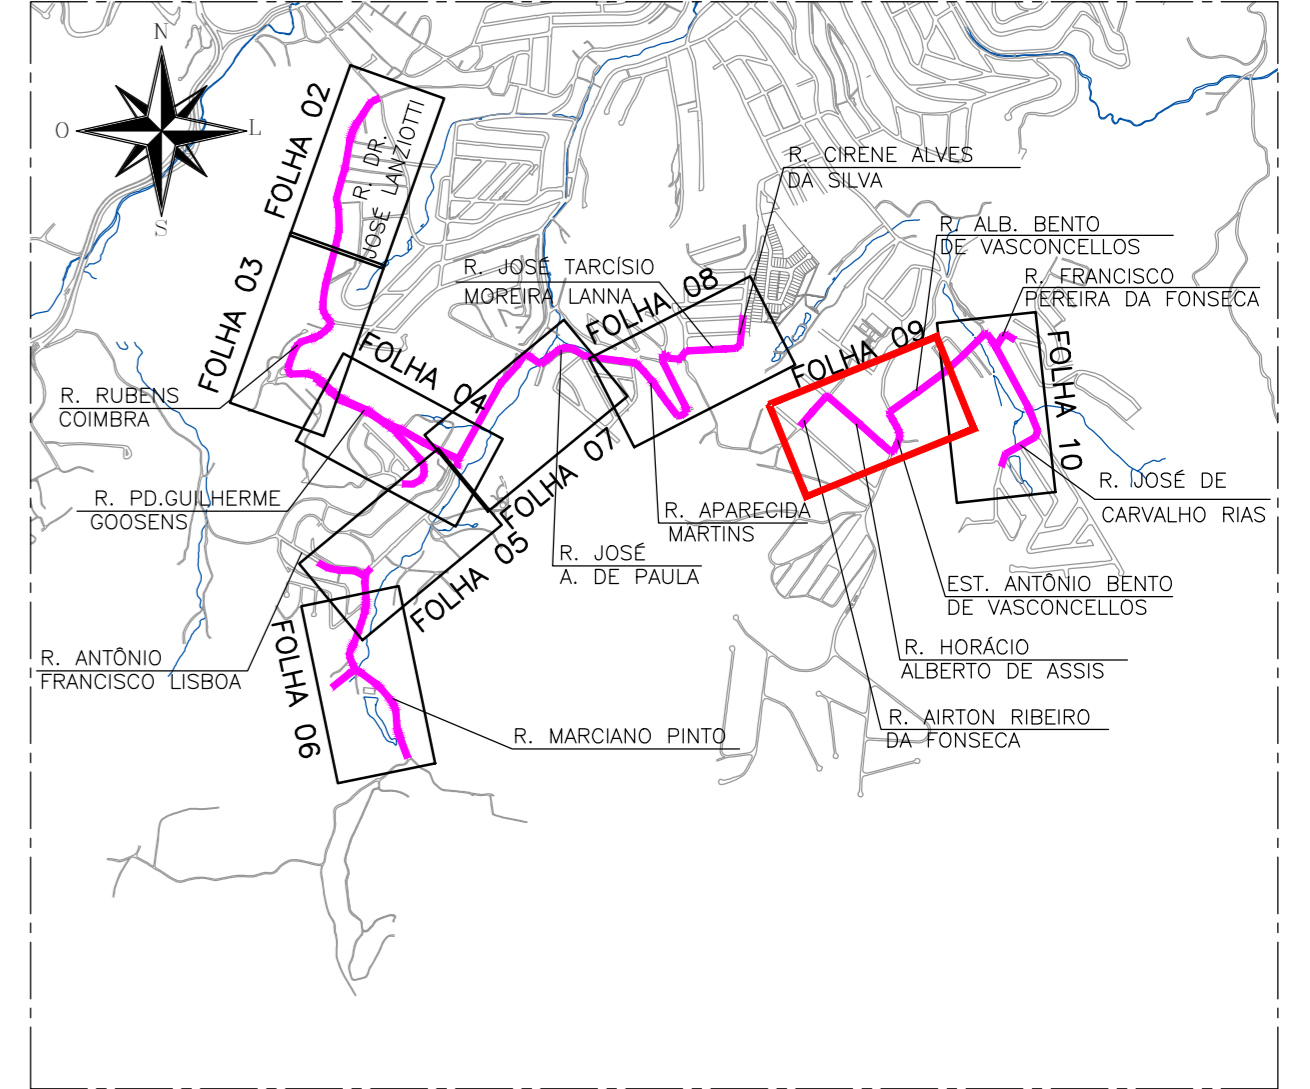 N
O
L
S
FOLHA 02
R. DR.
JOSÉ LANZIOTTI
FOLHA 03
R. RUBENS
COIMBRA
FOLHA 04
R. PD.GUILHERME
GOOSENS
FOLHA 05
R. ANTÔNIO
FRANCISCO LISBOA
FOLHA 06
R. MARCIANO PINTO
FOLHA 07
R. JOSÉ
A. DE PAULA
R. JOSÉ TARCÍSIO
MOREIRA LANNA
FOLHA 08
R. APARECIDA
MARTINS
R. CIRENE ALVES
DA SILVA
FOLHA 09
R. ALB. BENTO
DE VASCONCELLOS
R. FRANCISCO
PEREIRA DA FONSECA
FOLHA 10
R. JOSÉ DE
CARVALHO RIAS
EST. ANTÔNIO BENTO
DE VASCONCELLOS
R. HORÁCIO
ALBERTO DE ASSIS
R. AIRTON RIBEIRO
DA FONSECA